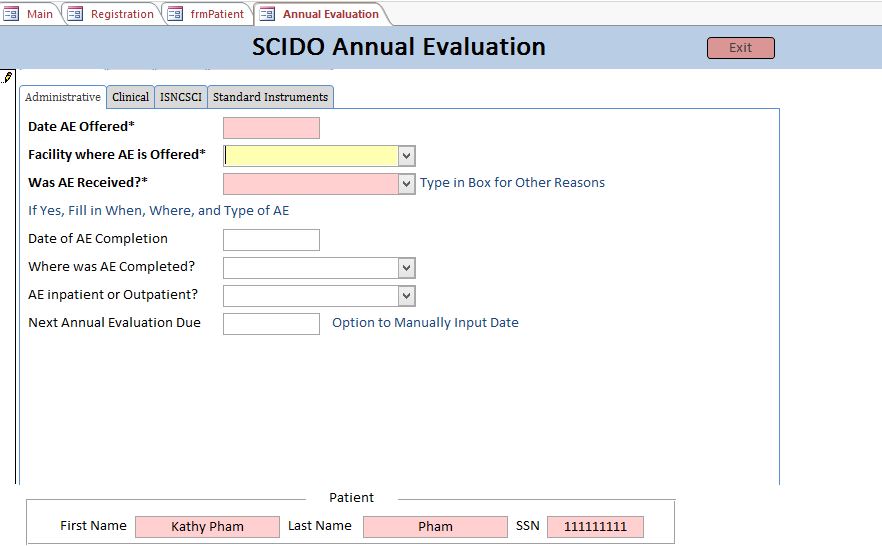 Main Registration frmPatient Annual Evaluation
SCIDO Annual Evaluation Exit
Administrative Clinical ISNCSCI Standard Instruments
Date AE Offered*
Facility where AE is Offered*
Was AE Received?* Type in Box for Other Reasons
If Yes, Fill in When, Where, and Type of AE
Date of AE Completion
Where was AE Completed?
AE inpatient or Outpatient?
Next Annual Evaluation Due Option to Manually Input Date
Patient
First Name Kathy Pham Last Name Pham SSN 111111111